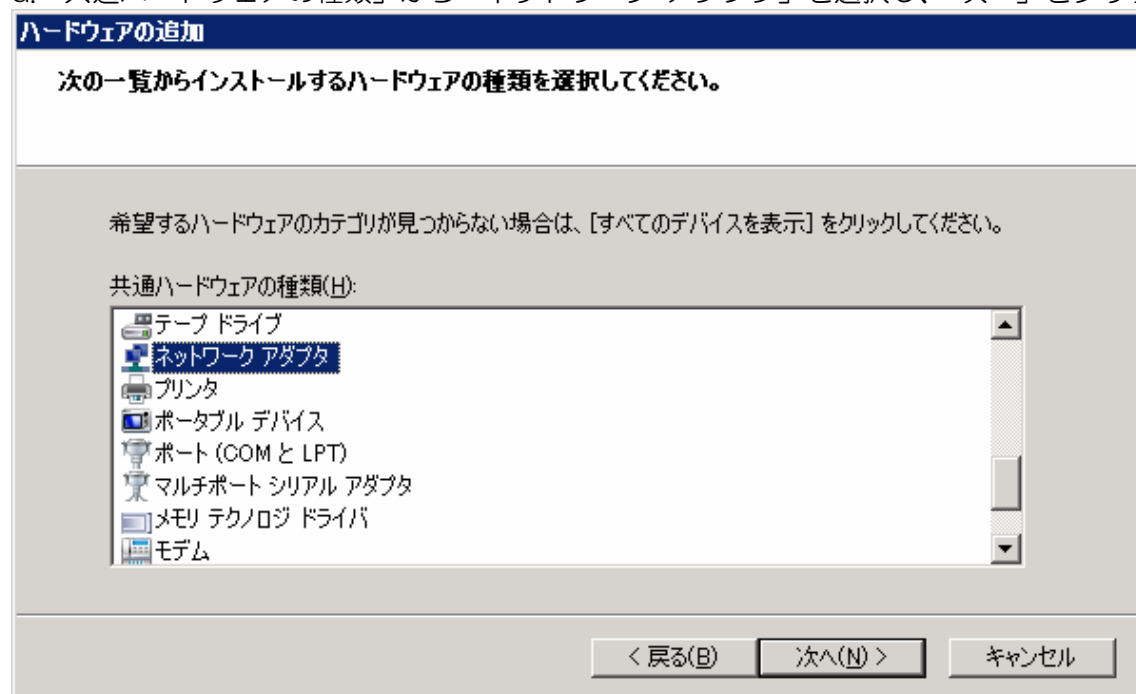 ハードウェアの追加
次の一覧からインストールするハードウェアの種類を選択してください。
希望するハードウェアのカテゴリが見つからない場合は、[すべてのデバイスを表示] をクリックしてください。
共通ハードウェアの種類(H):
テープ ドライブ
ネットワーク アダプタ
プリンタ
ポータブル デバイス
ポート (COM と LPT)
マルチポート シリアル アダプタ
メモリ テクノロジ ドライバ
モデム
< 戻る(B) 次へ(N) > キャンセル